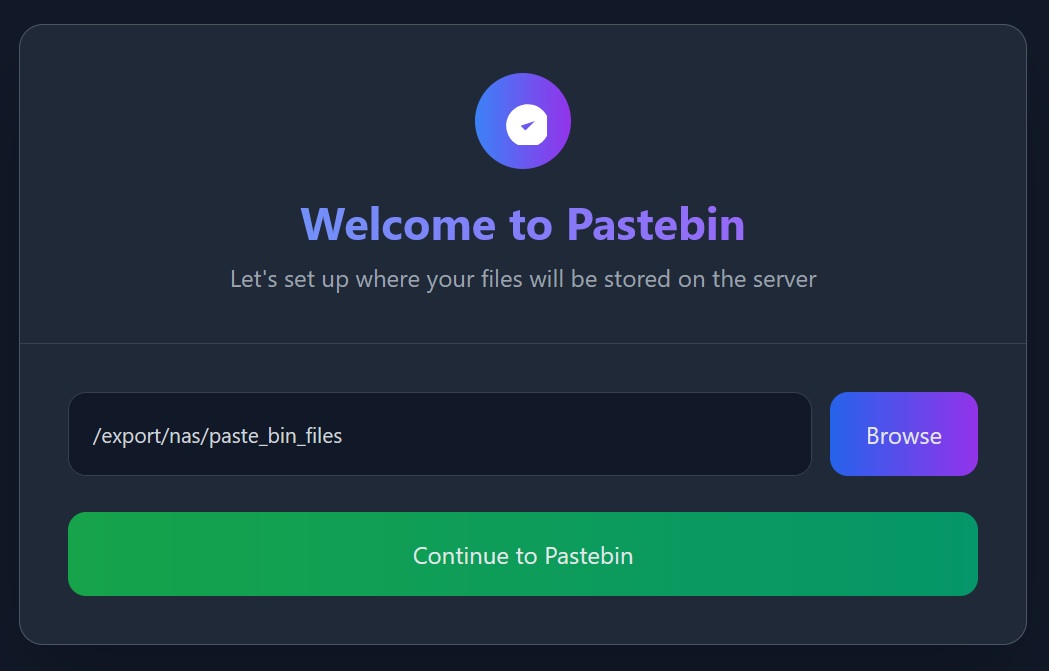 Welcome to Pastebin
Let's set up where your files will be stored on the server
/export/nas/paste_bin_files
Browse
Continue to Pastebin